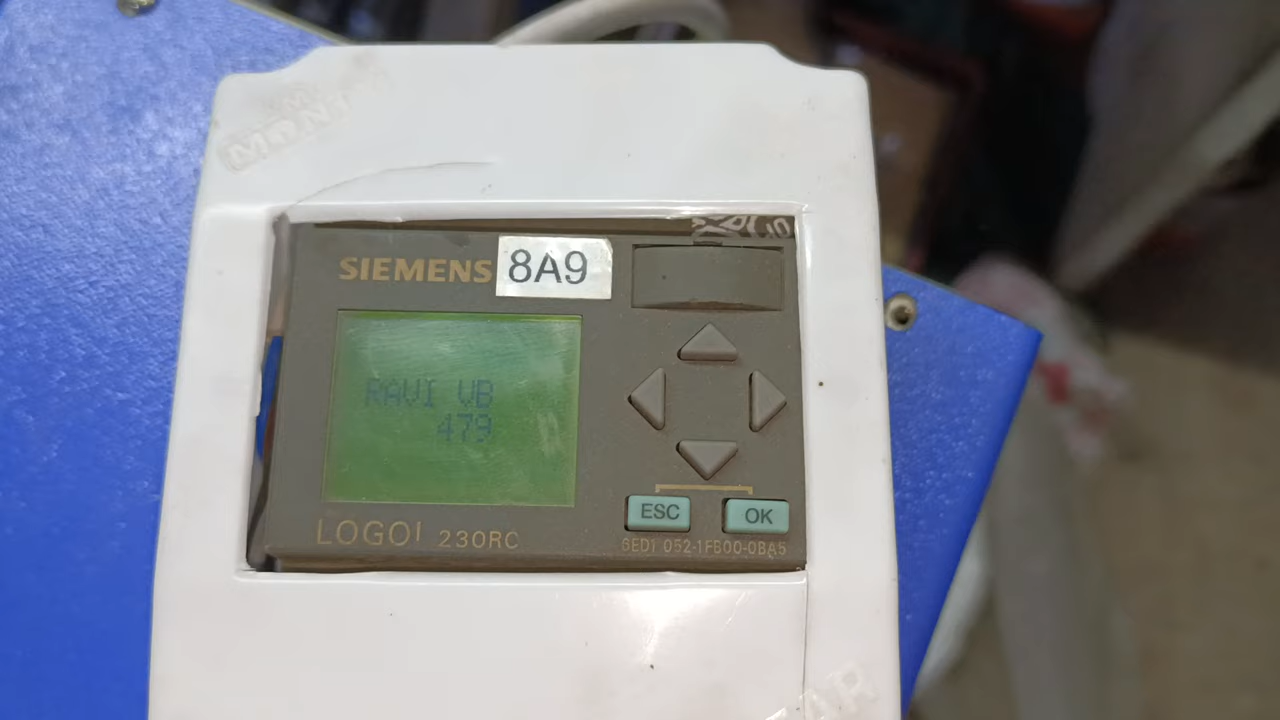 SIEMENS
8A9
RAVI VB
479
ESC
OK
LOGO! 230RC
6ED1 052-1FB00-0BA5